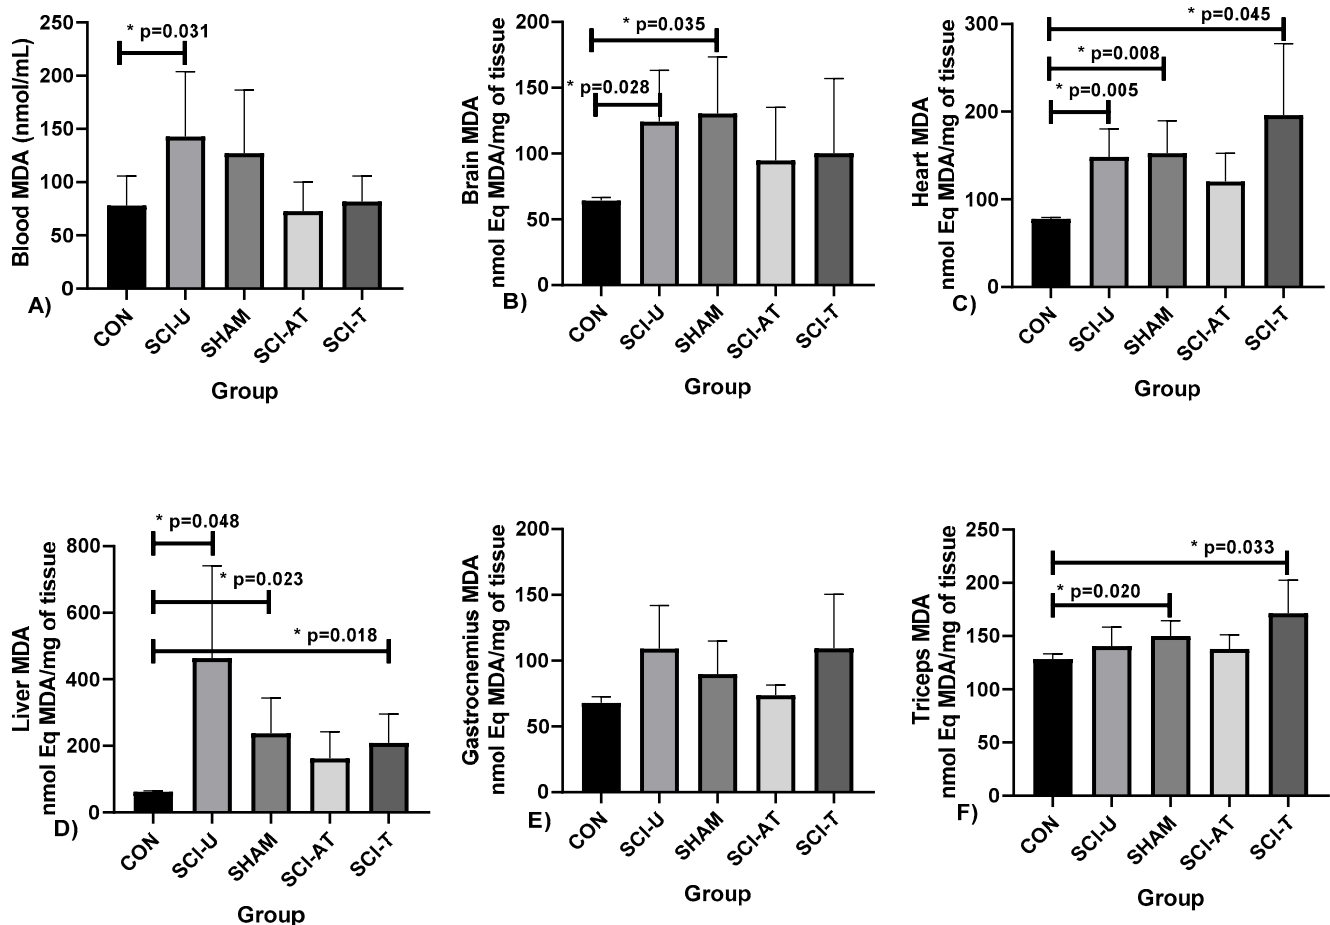 Blood MDA (nmol/mL)
250
200
150
100
50
0
* p=0.031
CON
SCI-U
SHAM
SCI-AT
SCI-T
Group
A)
Brain MDA
nmol Eq MDA/mg of tissue
200
150
100
50
0
* p=0.035
* p=0.028
CON
SCI-U
SHAM
SCI-AT
SCI-T
Group
B)
Heart MDA
nmol Eq MDA/mg of tissue
300
200
100
0
* p=0.045
* p=0.008
* p=0.005
CON
SCI-U
SHAM
SCI-AT
SCI-T
Group
C)
Liver MDA
nmol Eq MDA/mg of tissue
800
600
400
200
0
* p=0.048
* p=0.023
* p=0.018
CON
SCI-U
SHAM
SCI-AT
SCI-T
Group
D)
Gastrocnemius MDA
nmol Eq MDA/mg of tissue
200
150
100
50
0
CON
SCI-U
SHAM
SCI-AT
SCI-T
Group
E)
Triceps MDA
nmol Eq MDA/mg of tissue
250
200
150
100
50
0
* p=0.033
* p=0.020
CON
SCI-U
SHAM
SCI-AT
SCI-T
Group
F)